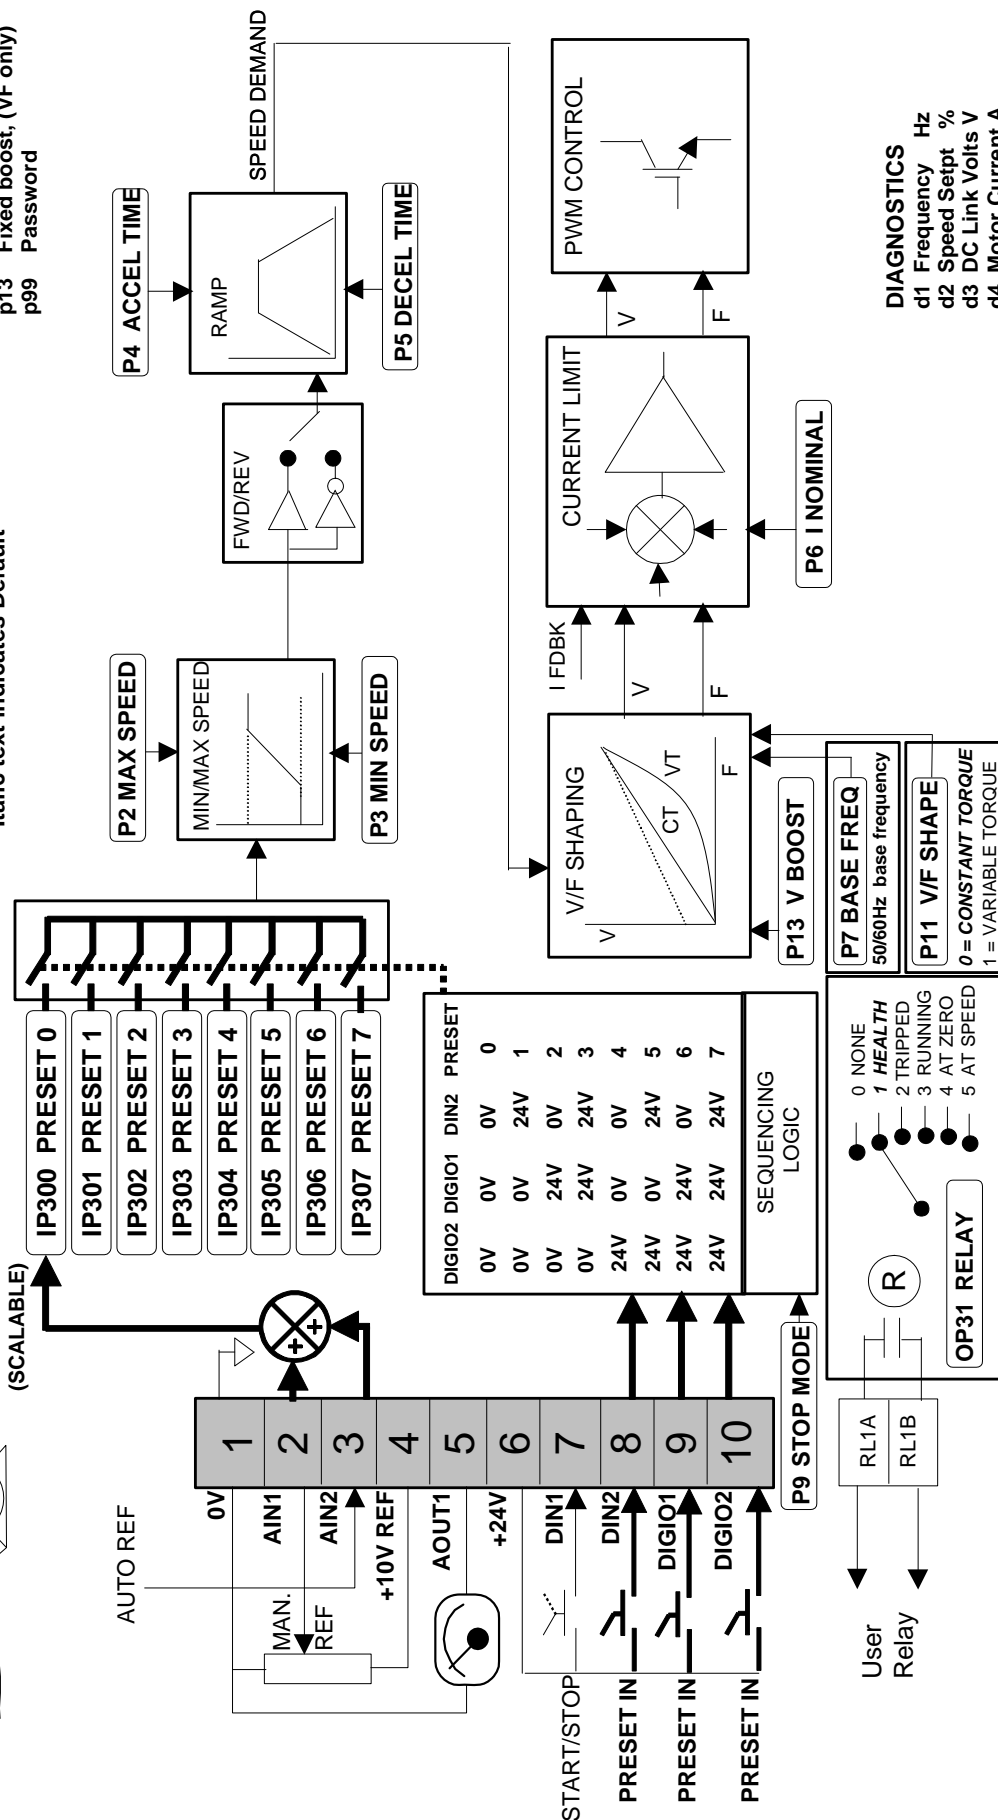 p13 Fixed boost, (VF only)
p99 Password
(SCALABLE)
IP300 PRESET 0
IP301 PRESET 1
IP302 PRESET 2
IP303 PRESET 3
IP304 PRESET 4
IP305 PRESET 5
IP306 PRESET 6
IP307 PRESET 7
P2 MAX SPEED
MIN/MAX SPEED
P3 MIN SPEED
FWD/REV
P4 ACCEL TIME
RAMP
P5 DECEL TIME
SPEED DEMAND
AUTO REF
MAN.
REF
0V
1
AIN1
2
AIN2
3
+10V REF
4
AOUT1
5
+24V
6
START/STOP
DIN1
7
PRESET IN
DIN2
8
PRESET IN
DIGIO1
9
PRESET IN
DIGIO2
10
+
+
DIGIO2 DIGIO1 DIN2 PRESET
0V 0V 0V 0
0V 0V 24V 1
0V 24V 0V 2
0V 24V 24V 3
24V 0V 0V 4
24V 0V 24V 5
24V 24V 0V 6
24V 24V 24V 7
SEQUENCING
LOGIC
P9 STOP MODE
V/F SHAPING
V
CT
VT
F
P13 V BOOST
P7 BASE FREQ
50/60Hz base frequency
P11 V/F SHAPE
0 = CONSTANT TORQUE
1 = VARIABLE TORQUE
I FDBK
V
F
CURRENT LIMIT
P6 I NOMINAL
V
F
PWM CONTROL
User
Relay
RL1A
RL1B
R
OP31 RELAY
0 NONE
1 HEALTH
2 TRIPPED
3 RUNNING
4 AT ZERO
5 AT SPEED
DIAGNOSTICS
d1 Frequency Hz
d2 Speed Setpt %
d3 DC Link Volts V
d4 Motor Current A